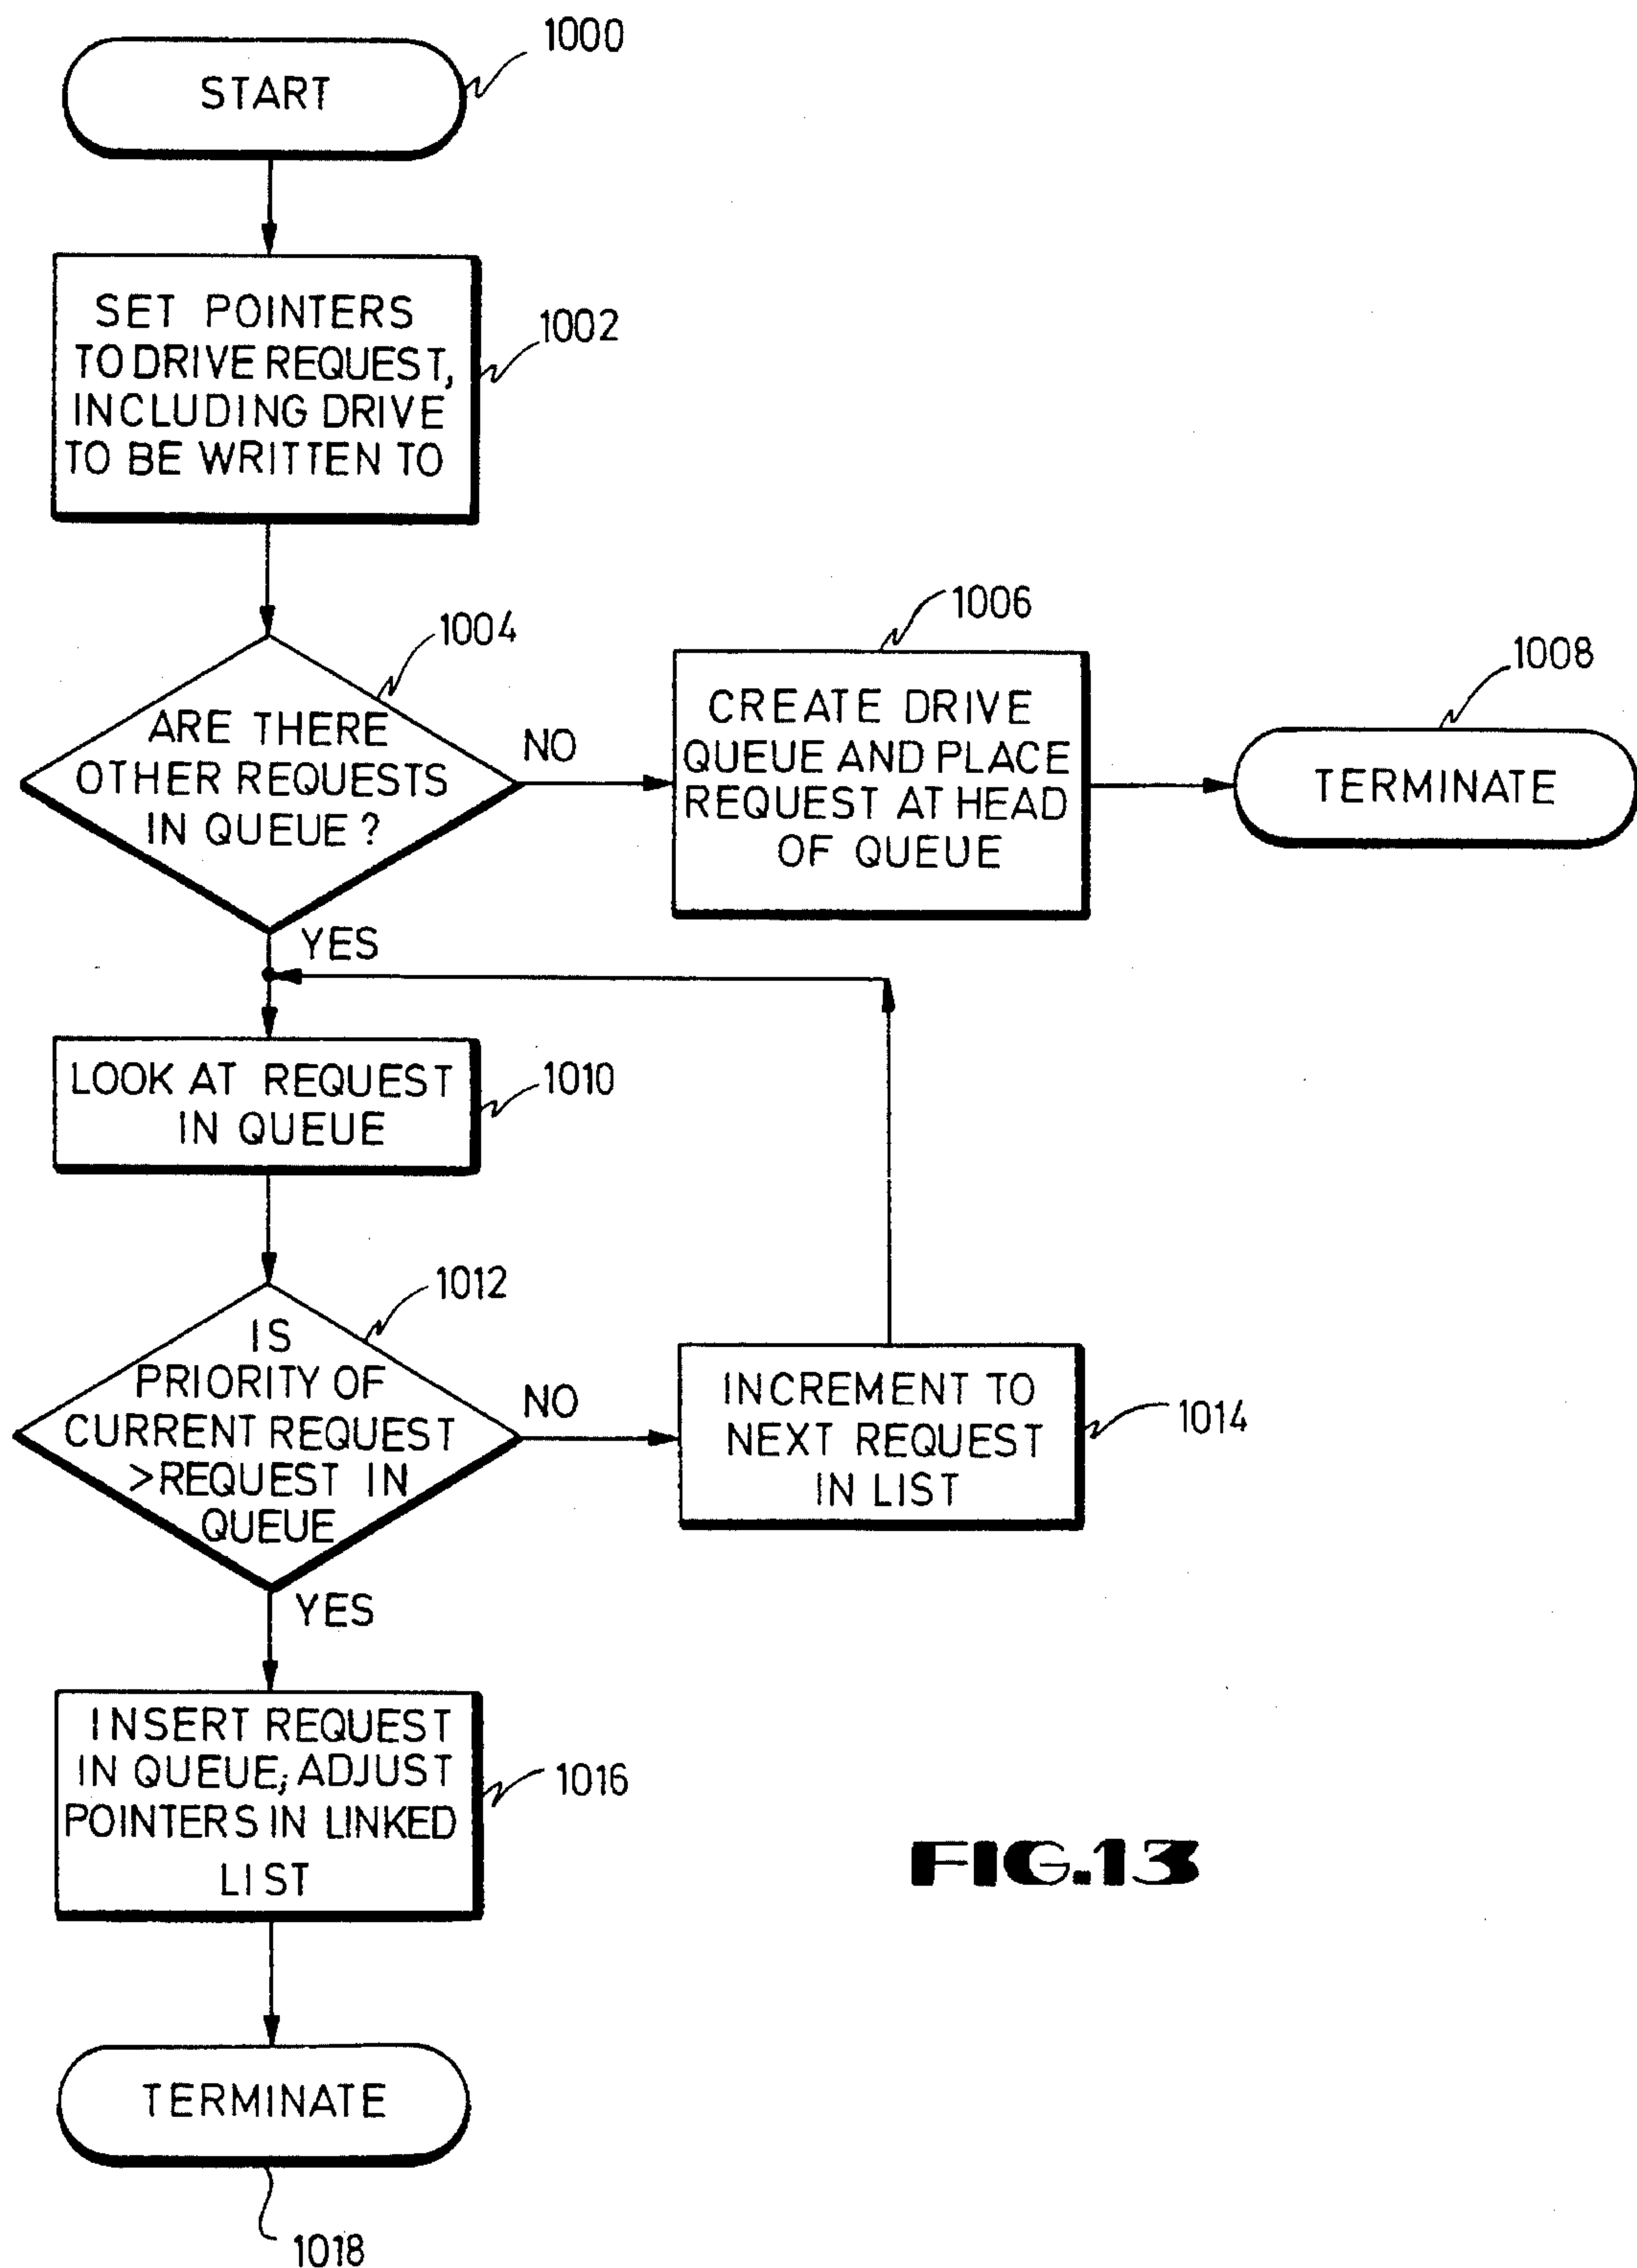 1000
START
SET POINTERS
TO DRIVE REQUEST,
INCLUDING DRIVE
TO BE WRITTEN TO
1002
1004
ARE THERE
OTHER REQUESTS
IN QUEUE?
NO
1006
CREATE DRIVE
QUEUE AND PLACE
REQUEST AT HEAD
OF QUEUE
1008
TERMINATE
YES
LOOK AT REQUEST
IN QUEUE
1010
1012
IS
PRIORITY OF
CURRENT REQUEST
>REQUEST IN
QUEUE
NO
INCREMENT TO
NEXT REQUEST
IN LIST
1014
YES
INSERT REQUEST
IN QUEUE; ADJUST
POINTERS IN LINKED
LIST
1016
TERMINATE
1018
FIG.13